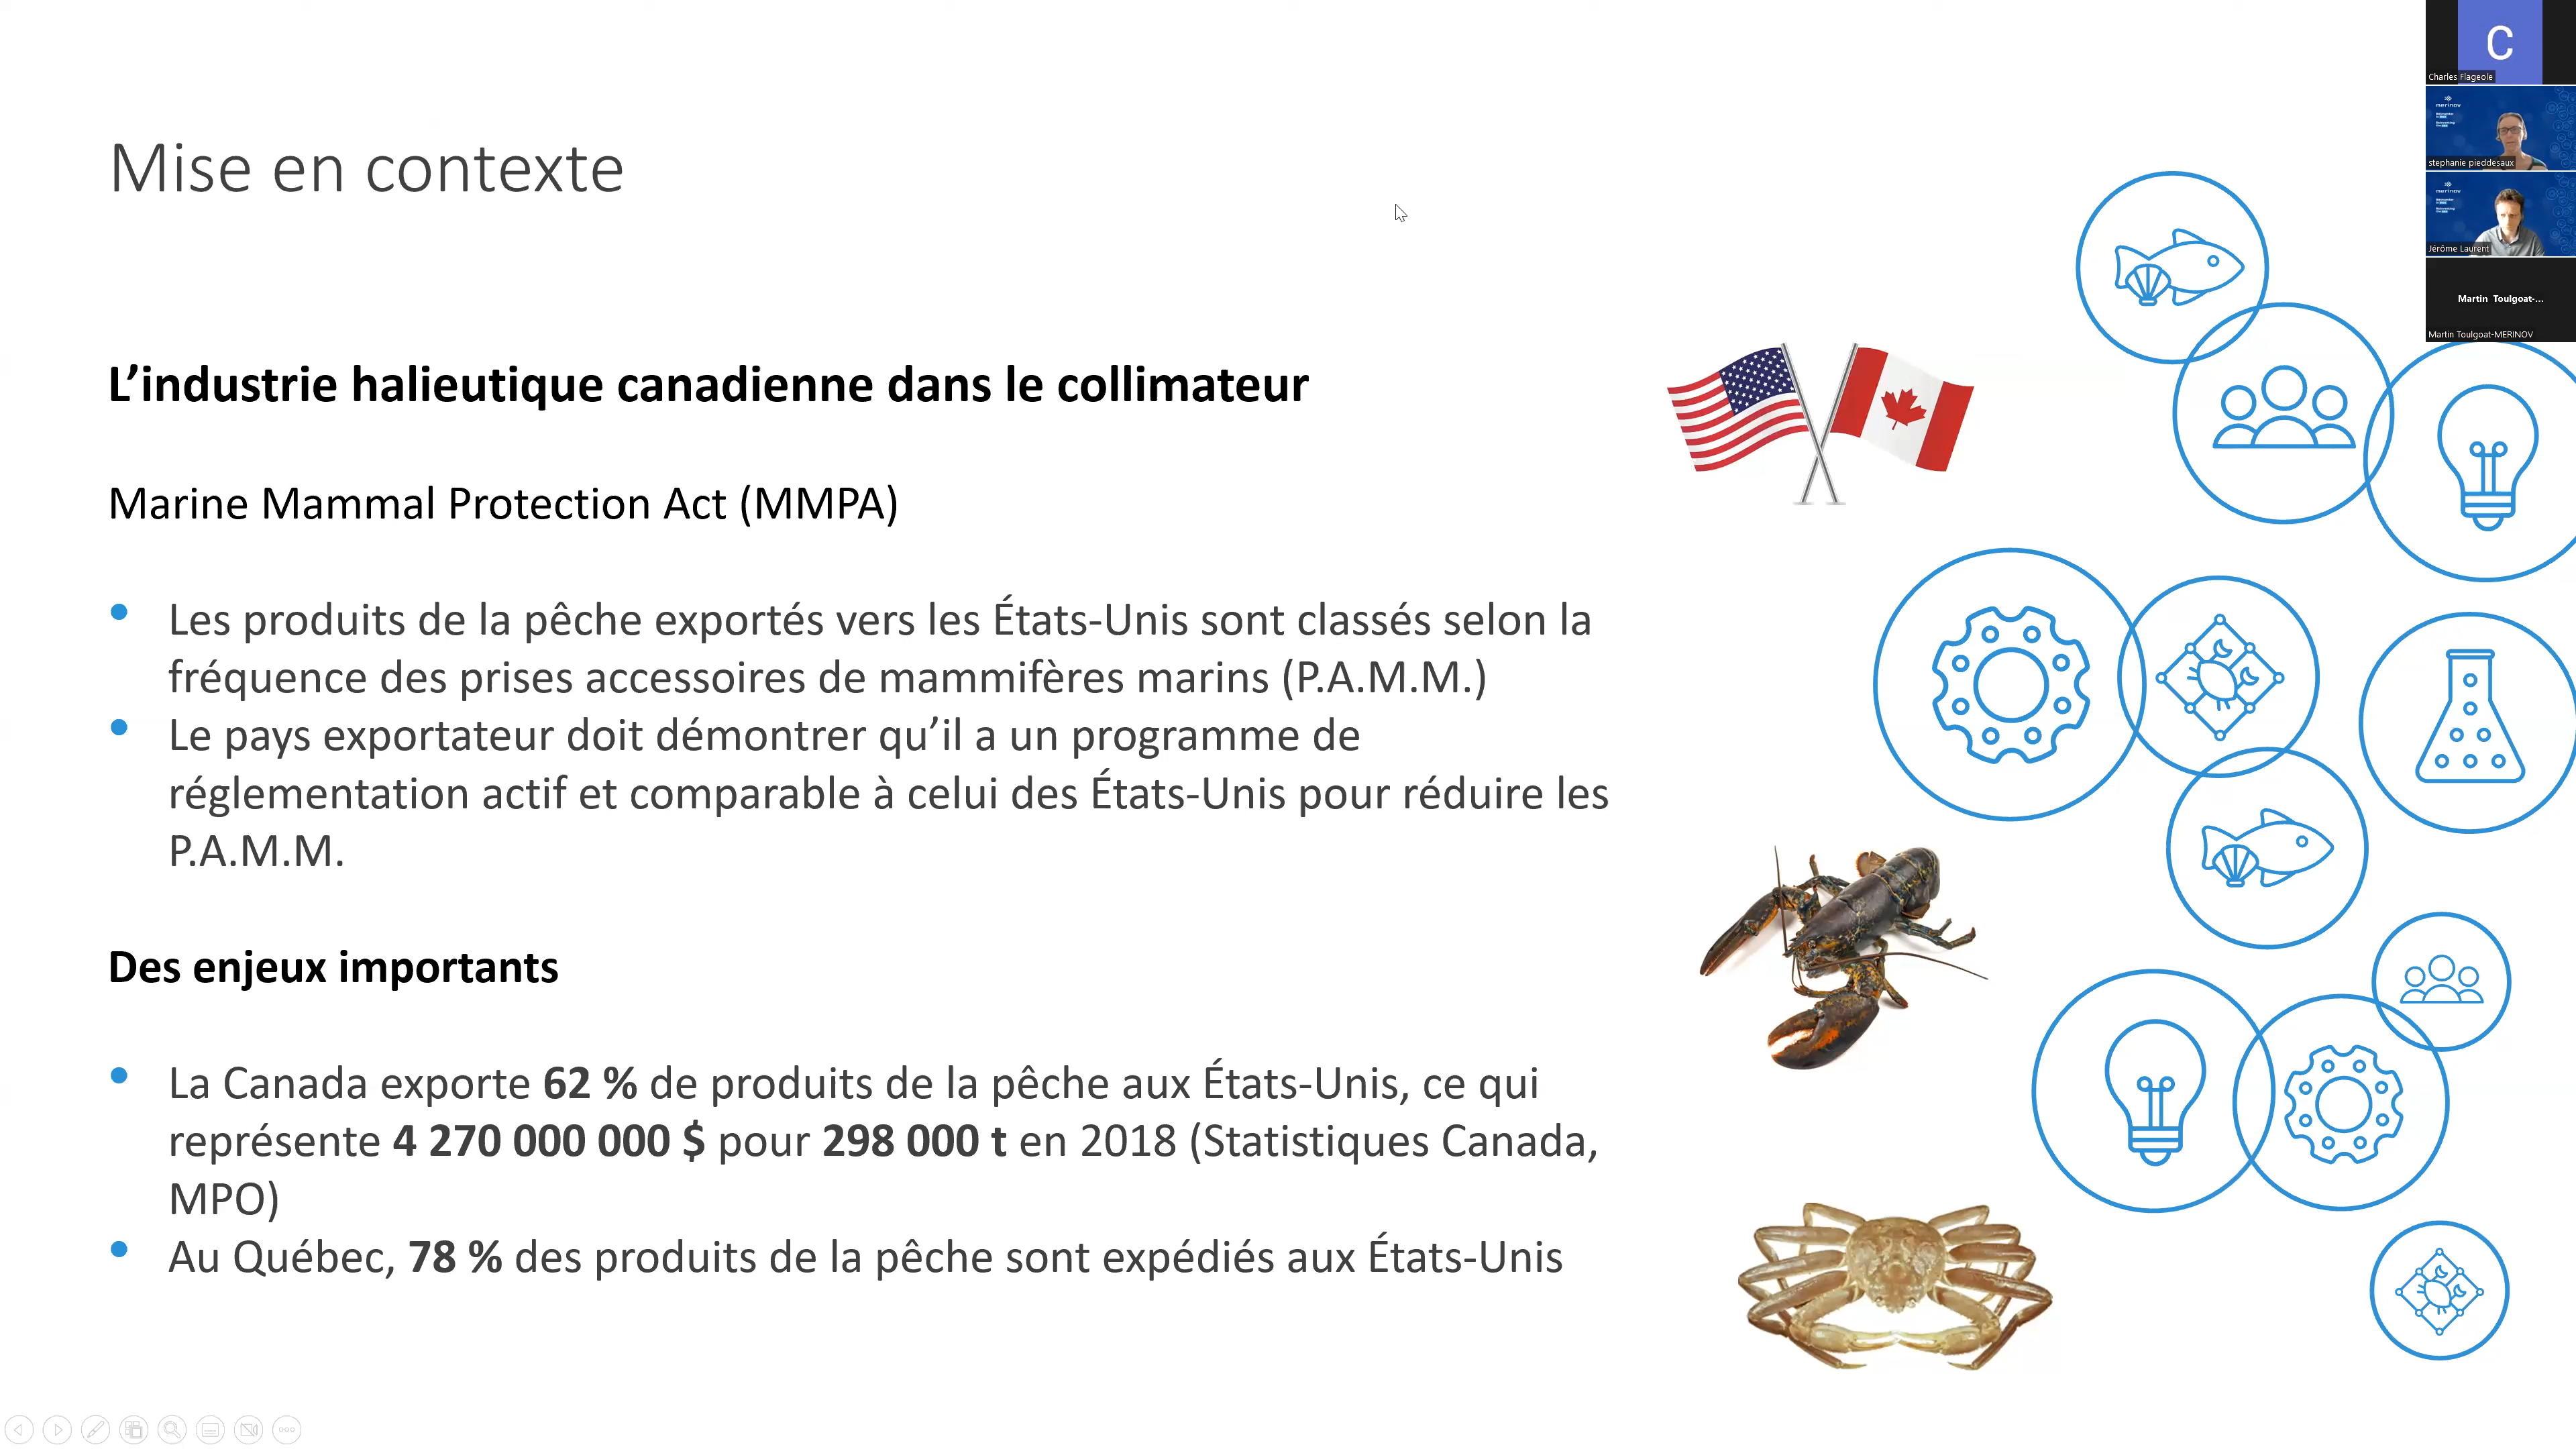 Mise en contexte
L'industrie halieutique canadienne dans le collimateur
Marine Mammal Protection Act (MMPA)
• Les produits de la pêche exportés vers les États-Unis sont classés selon la
fréquence des prises accessoires de mammifères marins (P.A.M.M.)
• Le pays exportateur doit démontrer qu'il a un programme de
réglementation actif et comparable à celui des États-Unis pour réduire les
P.A.M.M.
Des enjeux importants
• La Canada exporte 62 % de produits de la pêche aux États-Unis, ce qui
représente 4 270 000 000 $ pour 298 000 t en 2018 (Statistiques Canada,
MPO)
• Au Québec, 78 % des produits de la pêche sont expédiés aux États-Unis
C
Charles Flageole
merinov
stephanie pieddesaux
merinov
Jérôme Laurent
Martin Toulgoat-...
Martin Toulgoat-MERINOV